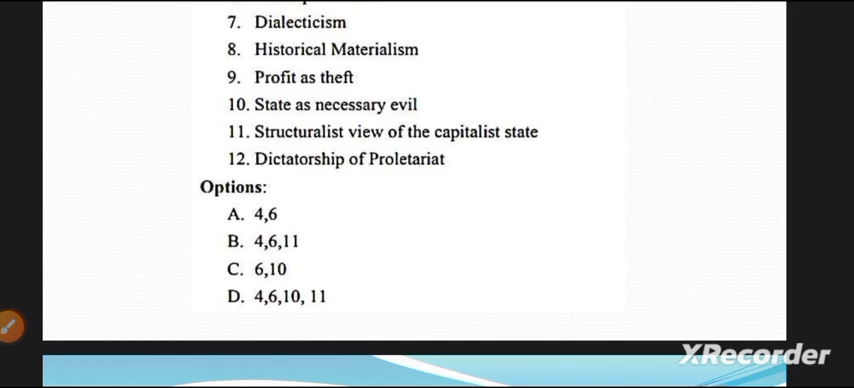 7. Dialecticism
8. Historical Materialism
9. Profit as theft
10. State as necessary evil
11. Structuralist view of the capitalist state
12. Dictatorship of Proletariat
Options:
A. 4,6
B. 4,6,11
C. 6,10
D. 4,6,10, 11
XRecorder